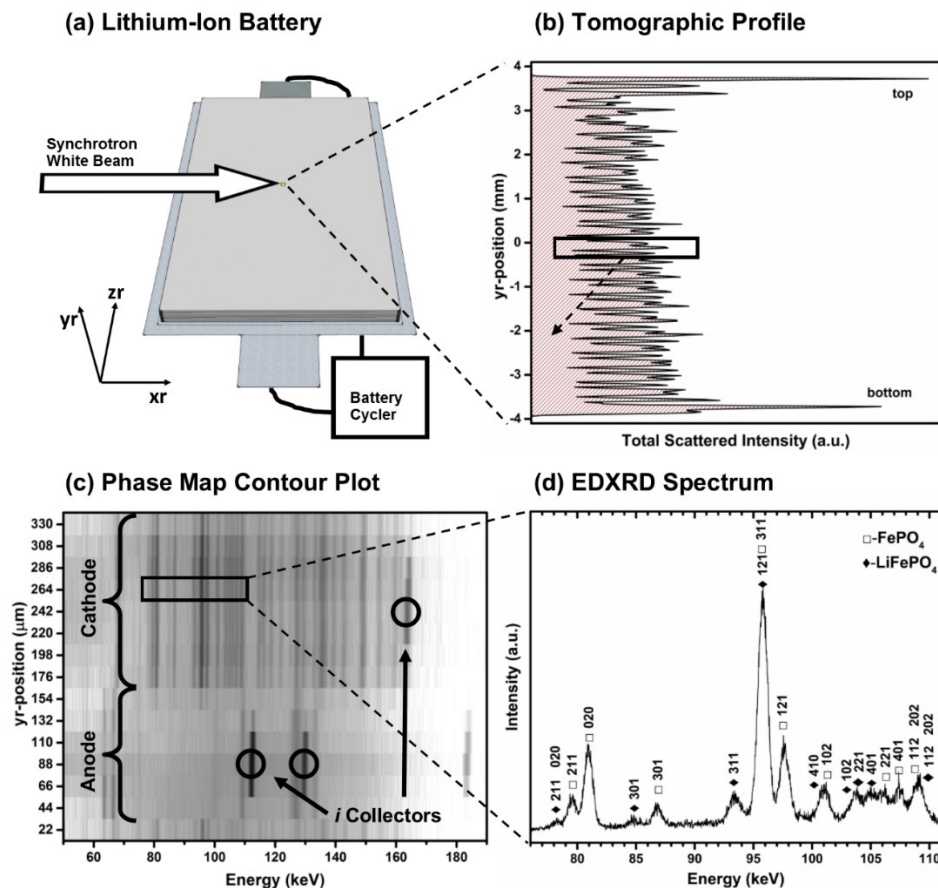 (a) Lithium-Ion Battery
Synchrotron
White Beam
zr
yr
xr
Battery
Cycler
(b) Tomographic Profile
4
3
2
1
0
-1
-2
-3
-4
yr-position (mm)
top
bottom
Total Scattered Intensity (a.u.)
(c) Phase Map Contour Plot
330
308
286
264
242
220
198
176
154
132
110
88
66
44
22
yr-position (μm)
Cathode
Anode
i Collectors
60
80
100
120
140
160
180
Energy (keV)
(d) EDXRD Spectrum
Intensity (a.u.)
□-FePO₄
♦-LiFePO₄
♦ 211 020
□ 211
□ 020
♦ 301
□ 301
♦ 311
♦ 121 □ 311
□ 121
♦ 410
□ 102
♦ 102
♦ 221
♦ 401
□ 221
□ 401
□ 112 202
♦ 112 202
80
85
90
95
100
105
110
Energy (keV)